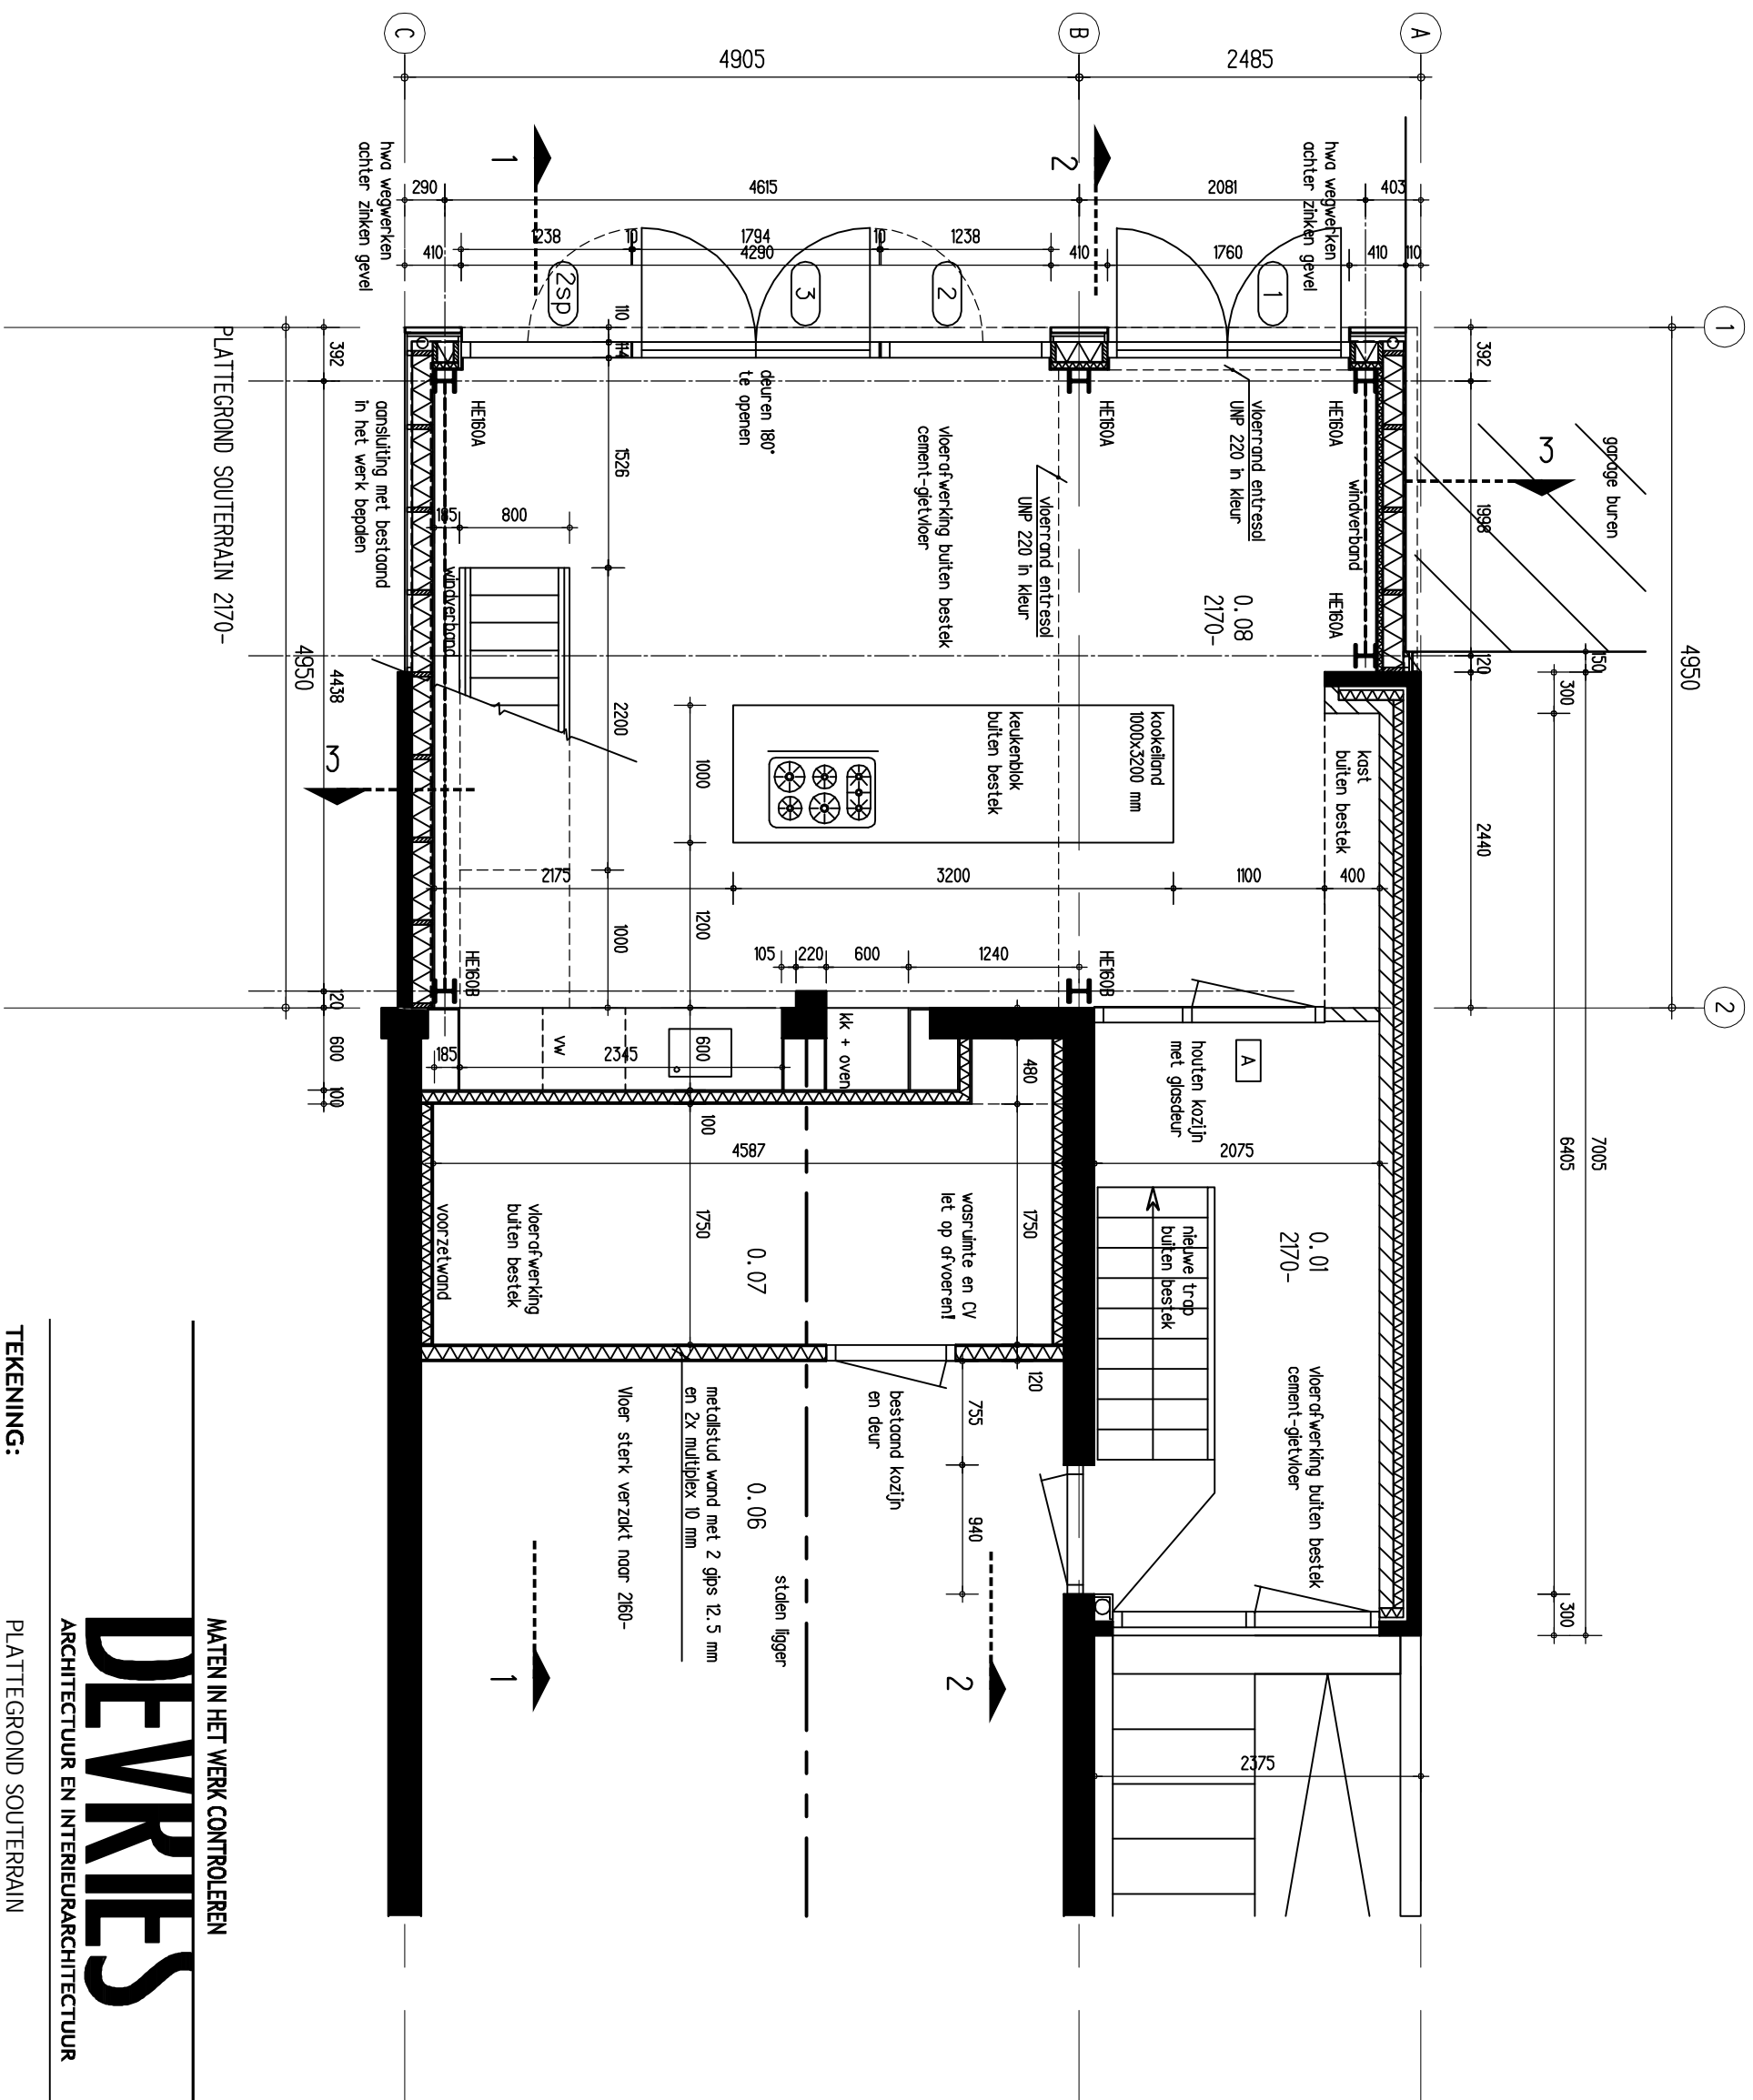 C
B
A
4905
2485
hwa wegwerken
achter zinken gevel
1
2
hwa wegwerken
achter zinken gevel
290
4615
2081
403
1238
10
1794
10
1238
410
4290
410
1760
410
110
2sp
3
2
1
1
4950
4950
392
4438
120
600
100
392
1998
120
2440
150
300
6405
7005
300
2
garage buren
3
3
110
114
1526
2200
1000
185
800
HE160A
HE160A
HE160A
HE160A
windverband
windverband
deuren 180°
te openen
vloerafwerking buiten bestek
cement-gietvloer
vloerrand entresol
UNP 220 in kleur
vloerrand entresol
UNP 220 in kleur
0.08
2170-
aansluiting met bestaand
in het werk bepalen
PLATTEGROND SOUTERRAIN 2170-
kookeiland
1000x3200 mm
keukenblok
buiten bestek
kast
buiten bestek
1000
1200
600
100
1750
2175
3200
1100
400
105
220
600
1240
HE160B
HE160B
185
2345
vw
kk + oven
480
1750
120
A
houten kozijn
met glasdeur
4587
2075
voorzetwand
vloerafwerking
buiten bestek
0.07
wasruimte en CV
let op afvoeren!!
nieuwe trap
buiten bestek
0.01
2170-
vloerafwerking buiten bestek
cement-gietvloer
bestaand kozijn
en deur
755
940
metalstud wand met 2 gips 12.5 mm
en 2x multiplex 10 mm
Vloer sterk verzakt naar 2160-
0.06
stalen ligger
1
2
2375
MATEN IN HET WERK CONTROLEREN
DEVRIES
ARCHITECTUUR EN INTERIEURARCHITECTUUR
TEKENING:
PLATTEGROND SOUTERRAIN